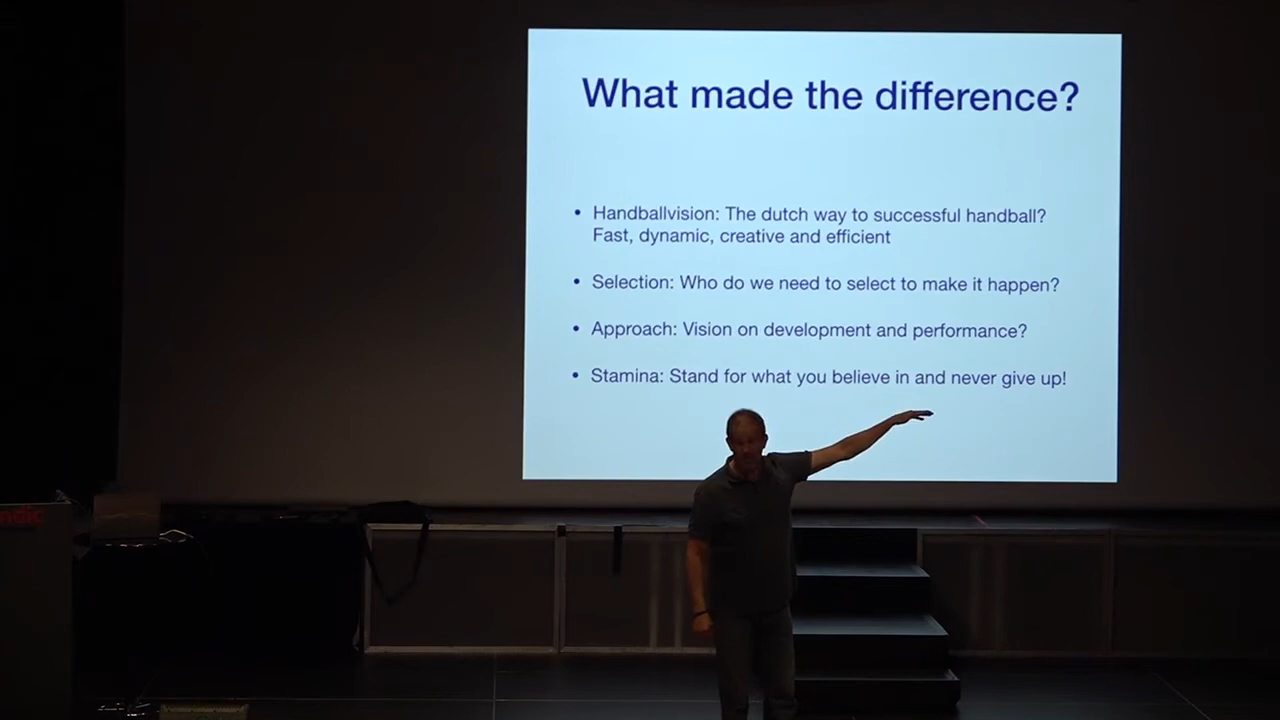 What made the difference?
• Handballvision: The dutch way to successful handball?
Fast, dynamic, creative and efficient
• Selection: Who do we need to select to make it happen?
• Approach: Vision on development and performance?
• Stamina: Stand for what you believe in and never give up!